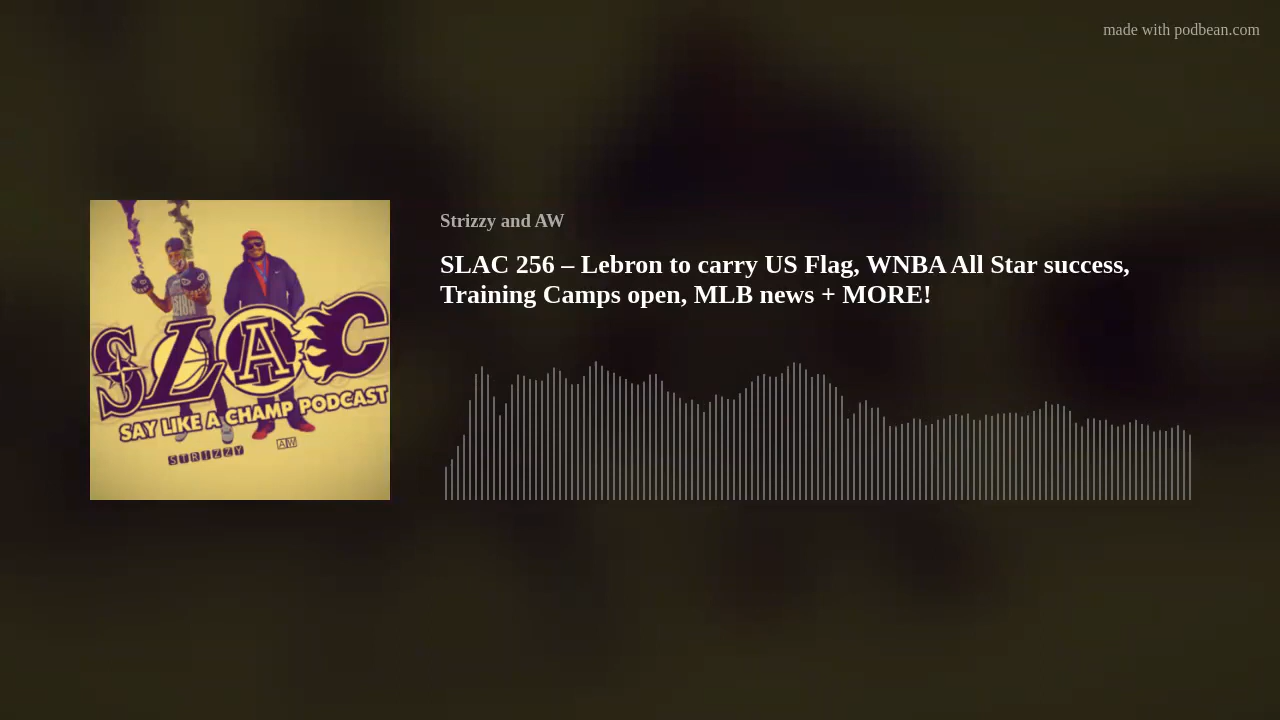 made with podbean.com
Strizzy and AW
SLAC 256 – Lebron to carry US Flag, WNBA All Star success,
Training Camps open, MLB news + MORE!
SLAC
SAY LIKE A CHAMP PODCAST
STRIZZY
AW